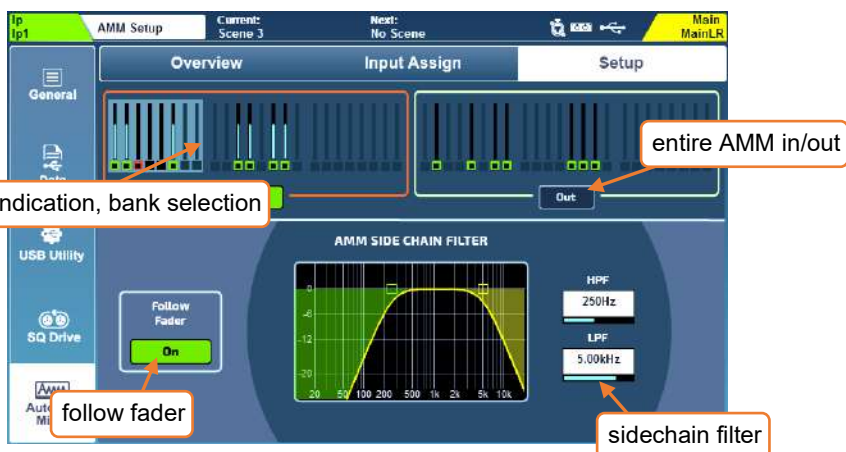 Ip
Ip1
AMM Setup
Current:
Scene 3
Next:
No Scene
Main
MainLR
Overview
Input Assign
Setup
General
entire AMM in/out
Out
ndication, bank selection
USB Utility
AMM SIDE CHAIN FILTER
HPF
250Hz
LPF
5.00kHz
Follow
Fader
On
0
-6
-12
-20
20 50 100 200 500 1k 2k 5k 10k
SQ Drive
follow fader
sidechain filter